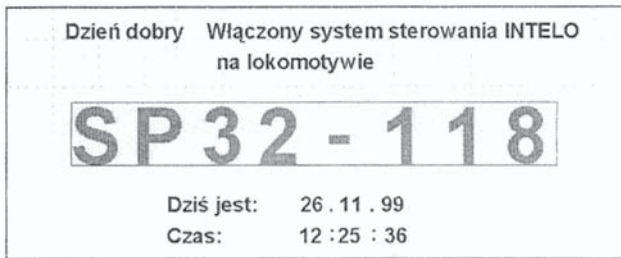 Dzień dobry Włączony system sterowania INTELO
na lokomotywie
SP32-118
Dziś jest: 26 . 11 . 99
Czas: 12 :25 : 36